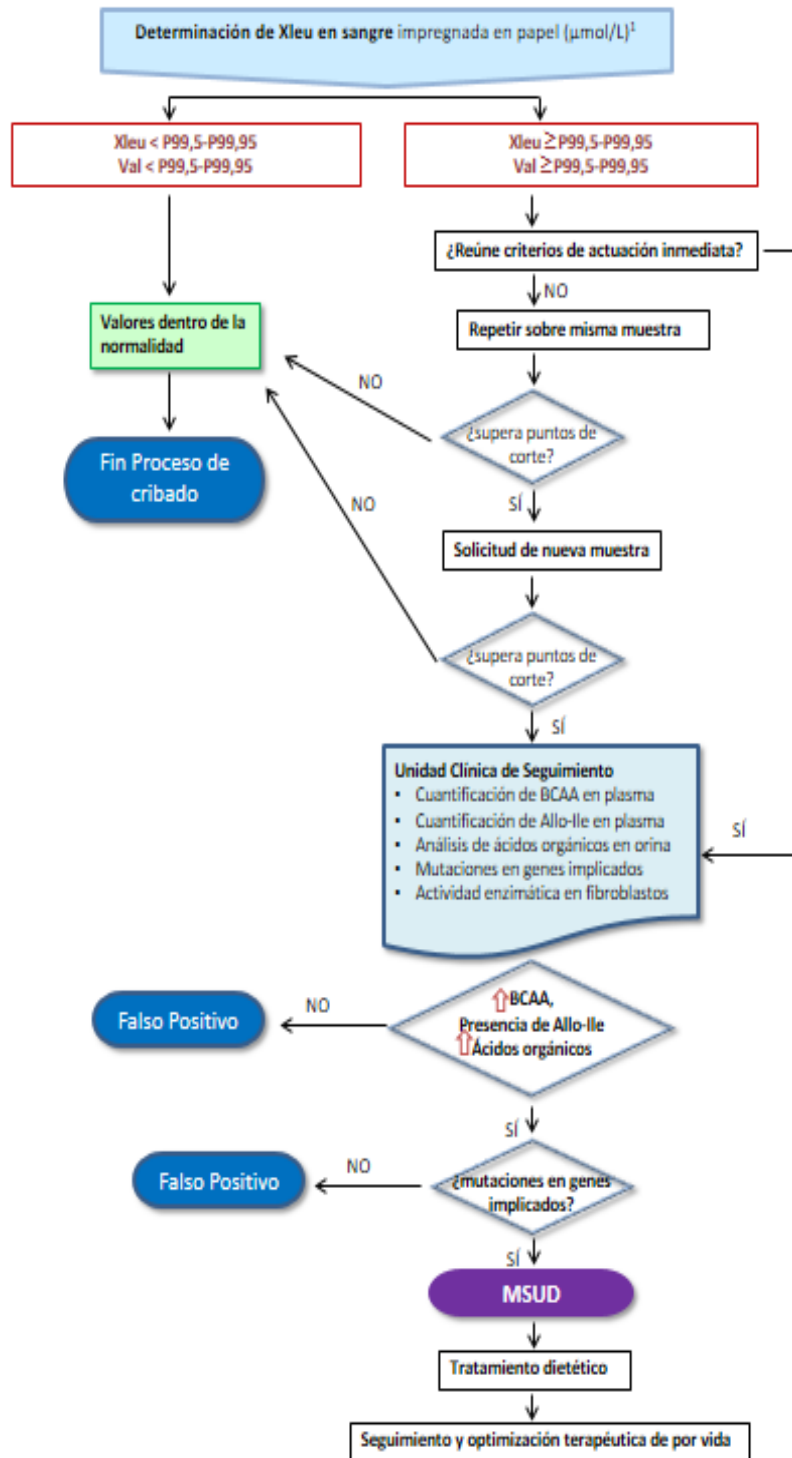 Determinación de Xleu en sangre impregnada en papel (µmol/L)¹
Xleu < P99,5-P99,95
Val < P99,5-P99,95
Xleu ≥P99,5-P99,95
Val ≥P99,5-P99,95
¿Reúne criterios de actuación inmediata?
NO
Valores dentro de la
normalidad
Repetir sobre misma muestra
NO
¿supera puntos de
corte?
Fin Proceso de
cribado
NO
SÍ
Solicitud de nueva muestra
¿supera puntos de
corte?
SÍ
Unidad Clínica de Seguimiento
• Cuantificación de BCAA en plasma
• Cuantificación de Allo-Ile en plasma
• Análisis de ácidos orgánicos en orina
• Mutaciones en genes implicados
• Actividad enzimática en fibroblastos
SÍ
⇧BCAA,
Presencia de Allo-Ile
⇧Ácidos orgánicos
NO
Falso Positivo
SÍ
¿mutaciones en genes
implicados?
NO
Falso Positivo
SÍ
MSUD
Tratamiento dietético
Seguimiento y optimización terapéutica de por vida